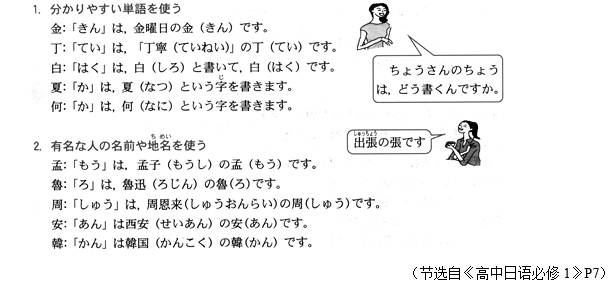 1. 分かりやすい単語を使う
金：「きん」は，金曜日の金（きん）です。
丁：「てい」は，「丁寧（ていねい）」の丁（てい）です。
白：「はく」は，白（しろ）と書いて，白（はく）です。
夏：「か」は，夏（なつ）という字を書きます。
じ
何：「か」は，何（なに）という字を書きます。
ちょうさんのちょう
は，どう書くんですか。
ちめい
2. 有名な人の名前や地名を使う
孟：「もう」は，孟子（もうし）の孟（もう）です。
魯：「ろ」は，魯迅（ろじん）の魯（ろ）です。
周：「しゅう」は，周恩来（しゅうおんらい）の周（しゅう）です。
安：「あん」は西安（せいあん）の安（あん）です。
韓：「かん」は韓国（かんこく）の韓（かん）です。
しゅっちょう
出張の張です
（节选自《高中日语必修1》P7）